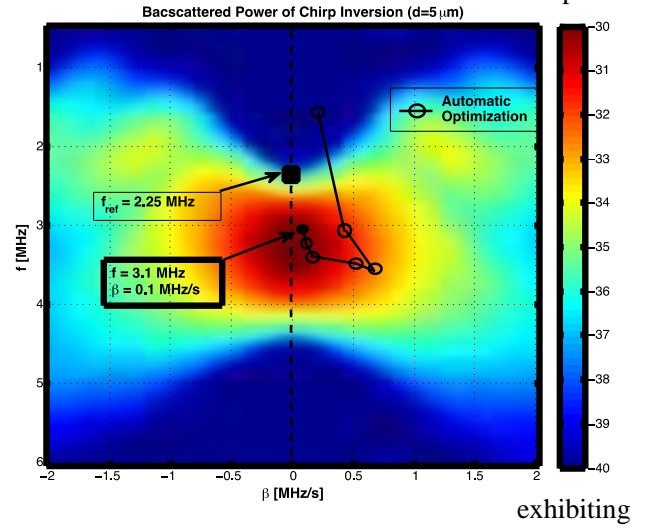 Bacscattered Power of Chirp Inversion (d=5 μm)
Automatic
Optimization
f_ref = 2.25 MHz
f = 3.1 MHz
β = 0.1 MHz/s
f [MHz]
1
2
3
4
5
6
−2
−1.5
−1
−0.5
0
0.5
1
1.5
2
β [MHz/s]
−30
−31
−32
−33
−34
−35
−36
−37
−38
−39
−40
exhibiting